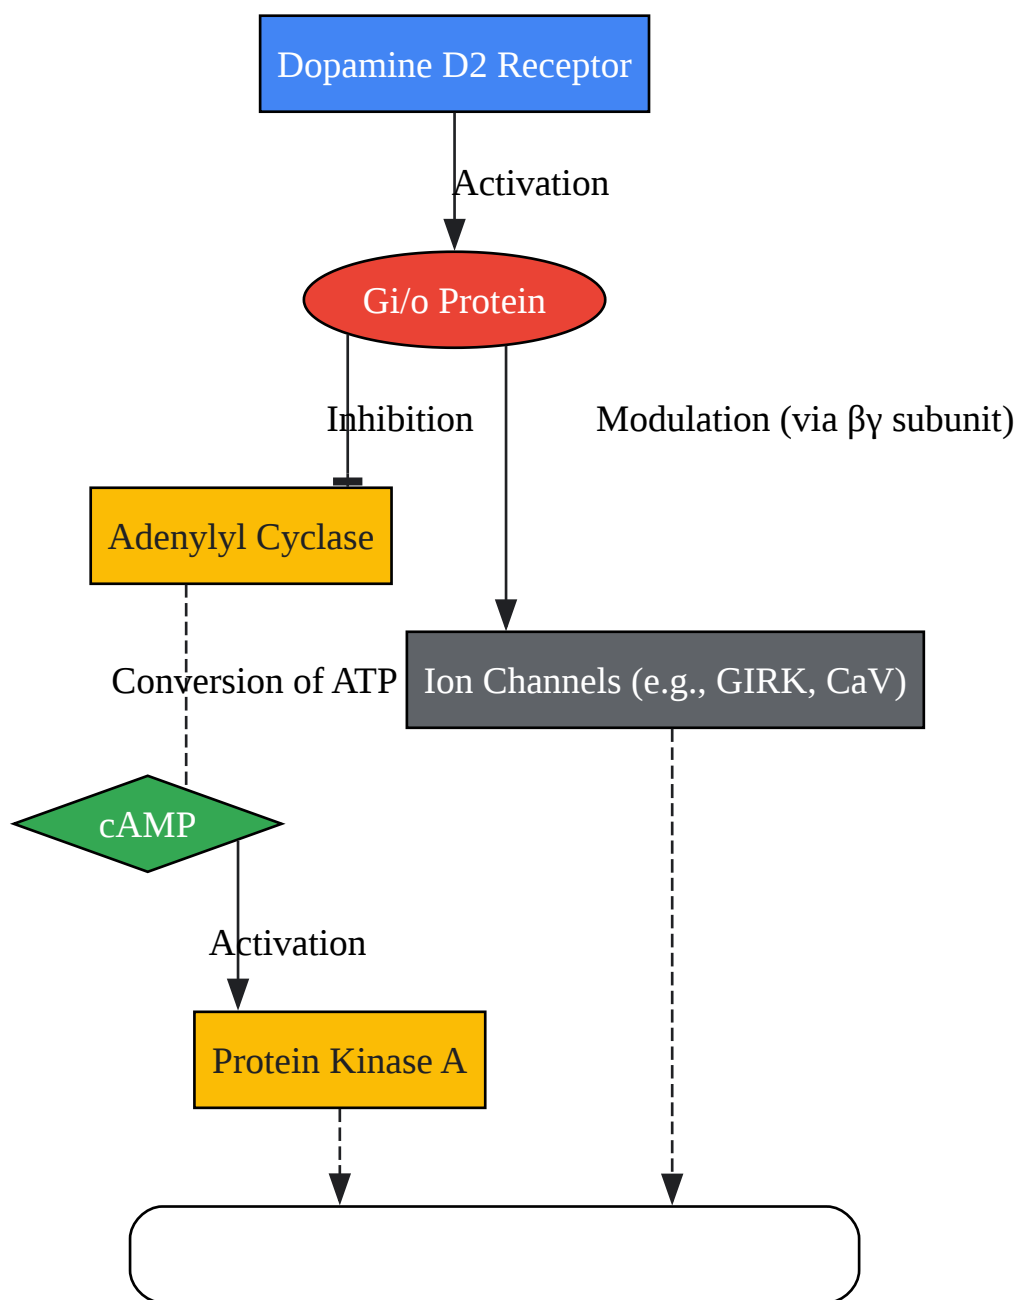 Dopamine D2 Receptor
Activation
Gi/o Protein
Inhibition
Modulation (via βγ subunit)
Adenylyl Cyclase
Conversion of ATP
Ion Channels (e.g., GIRK, CaV)
cAMP
Activation
Protein Kinase A